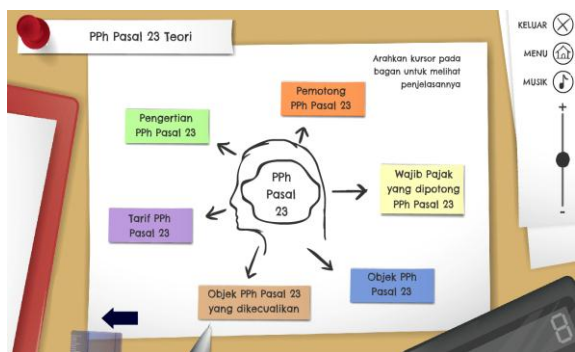 PPh Pasal 23 Teori
KELUAR
MENU
MUSIK
+
-
Arahkan kursor pada
bagan untuk melihat
penjelasannya
Pemotong
PPh Pasal 23
Pengertian
PPh Pasal 23
PPh
Pasal
23
Wajib Pajak
yang dipotong
PPh Pasal 23
Tarif PPh
Pasal 23
Objek PPh
Pasal 23
Objek PPh Pasal 23
yang dikecualikan